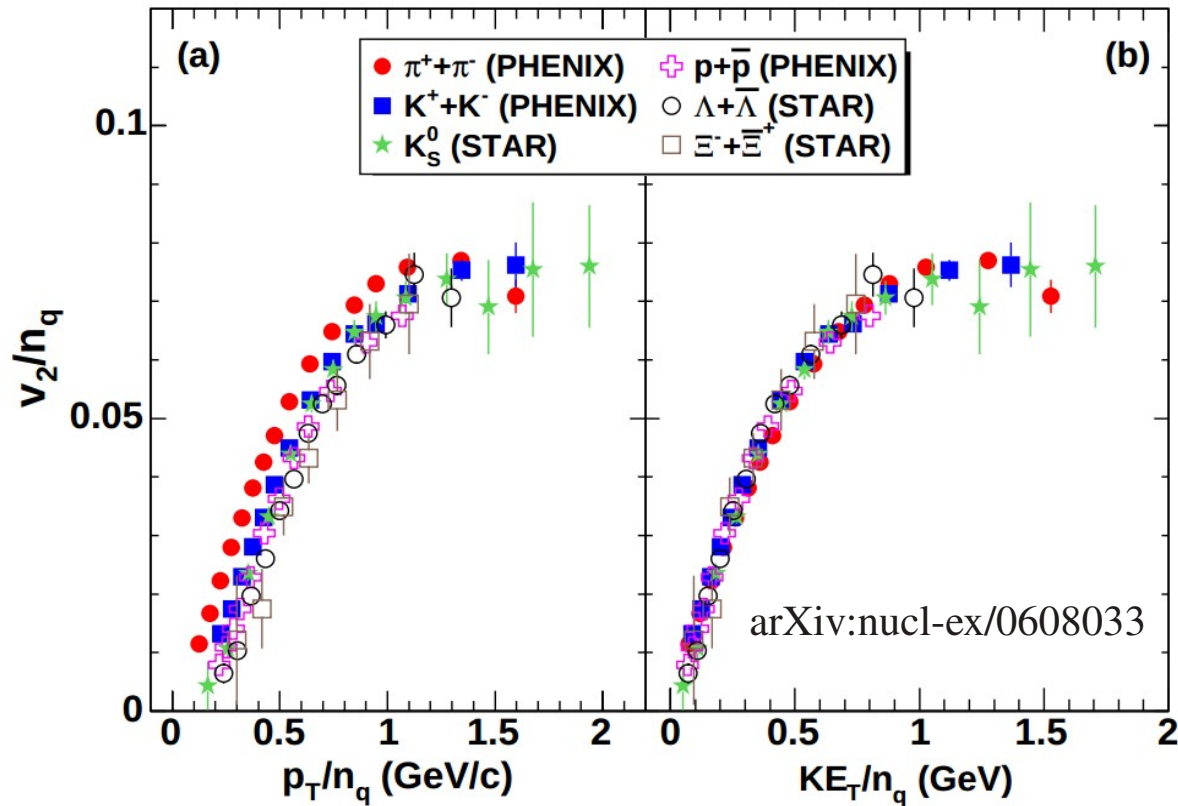 (a)
(b)
π⁺+π⁻ (PHENIX)
K⁺+K⁻ (PHENIX)
K⁰_S (STAR)
p+p̅ (PHENIX)
Λ+Λ̅ (STAR)
Ξ⁻+Ξ̅⁺ (STAR)
v₂/n_q
0.1
0.05
0
arXiv:nucl-ex/0608033
0 0.5 1 1.5 2
0 0.5 1 1.5 2
p_T/n_q (GeV/c)
KE_T/n_q (GeV)